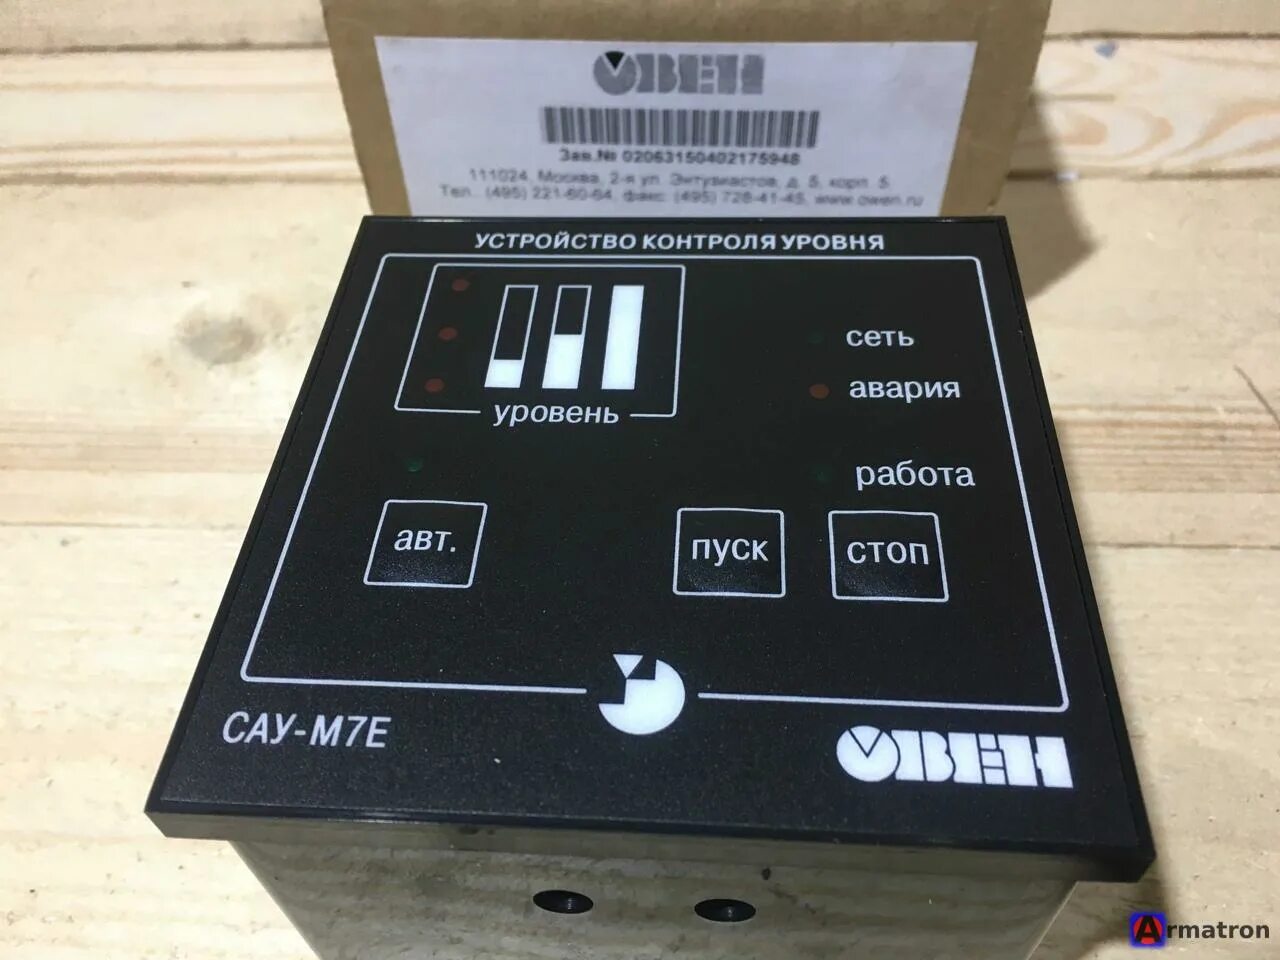 ОВЕН
Зав.№ 02063150402175948
111024, Москва, 2-я ул. Энтузиастов, д. 5, корп. 5
Тел.: (495) 221-60-64, факс: (495) 728-41-45, www.owen.ru
УСТРОЙСТВО КОНТРОЛЯ УРОВНЯ
сеть
авария
уровень
работа
авт.
пуск
стоп
САУ-М7Е
ОВЕН
Armatron